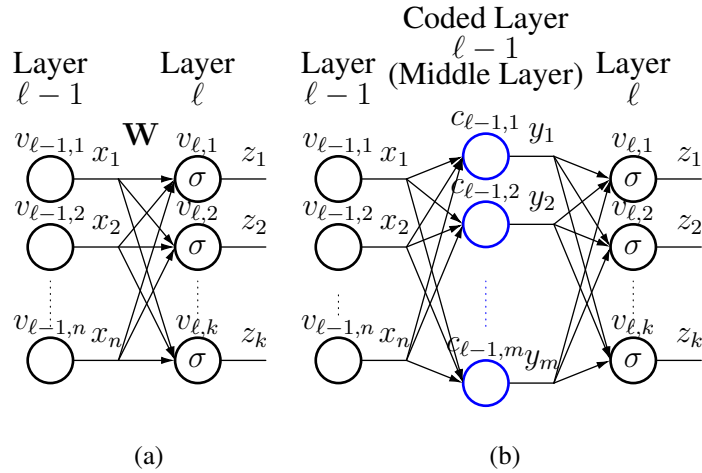 Layer
ℓ − 1
Layer
ℓ
W
v_{ℓ−1,1} x_1 v_{ℓ,1} z_1
σ
v_{ℓ−1,2} x_2 v_{ℓ,2} z_2
σ
v_{ℓ−1,n} x_n v_{ℓ,k} z_k
σ
(a)
Coded Layer
ℓ − 1
(Middle Layer)
Layer
ℓ − 1
Layer
ℓ
v_{ℓ−1,1} x_1 c_{ℓ−1,1} y_1 v_{ℓ,1} z_1
σ
v_{ℓ−1,2} x_2 c_{ℓ−1,2} y_2 v_{ℓ,2} z_2
σ
v_{ℓ−1,n} x_n c_{ℓ−1,m} y_m v_{ℓ,k} z_k
σ
(b)